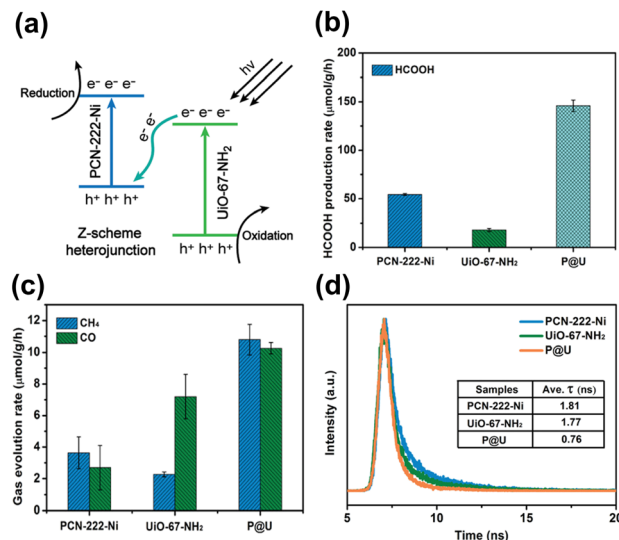 (a)
hν
Reduction
e⁻ e⁻ e⁻
e⁻ e⁻ e⁻
e⁻ e⁻
PCN-222-Ni
UiO-67-NH₂
h⁺ h⁺ h⁺
Z-scheme
heterojunction
h⁺ h⁺ h⁺
Oxidation
(b)
HCOOH production rate (μmol/g/h)
200
150
100
50
0
HCOOH
PCN-222-Ni
UiO-67-NH₂
P@U
(c)
Gas evolution rate (μmol/g/h)
12
10
8
6
4
2
0
CH₄
CO
PCN-222-Ni
UiO-67-NH₂
P@U
(d)
Intensity (a.u.)
PCN-222-Ni
UiO-67-NH₂
P@U
Samples Ave. τ (ns)
PCN-222-Ni 1.81
UiO-67-NH₂ 1.77
P@U 0.76
5 10 15 20
Time (ns)